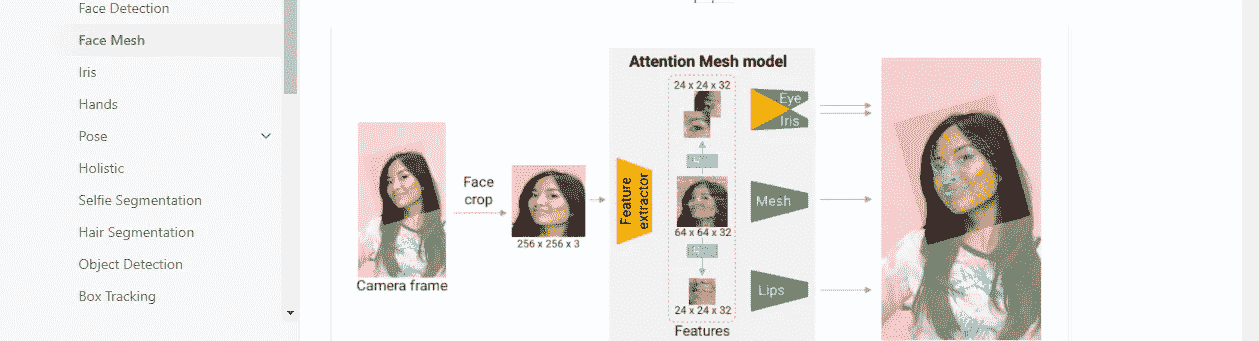 Face Detection
Face Mesh
Iris
Hands
Pose
Holistic
Selfie Segmentation
Hair Segmentation
Object Detection
Box Tracking
Attention Mesh model
24 x 24 x 32
Eye
Iris
Face
crop
Feature
extractor
Mesh
64 x 64 x 32
256 x 256 x 3
Camera frame
Lips
24 x 24 x 32
Features